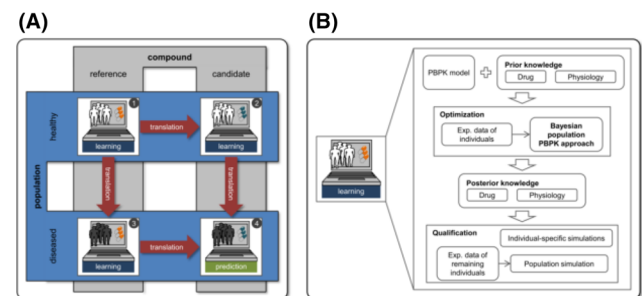 (A)
compound
reference
candidate
population
healthy
1
learning
translation
2
learning
translation
translation
diseased
3
learning
translation
4
prediction
(B)
learning
PBPK model
Prior knowledge
Drug
Physiology
Optimization
Exp. data of
individuals
Bayesian
population
PBPK approach
Posterior knowledge
Drug
Physiology
Qualification
Individual-specific simulations
Exp. data of
remaining
individuals
Population simulation